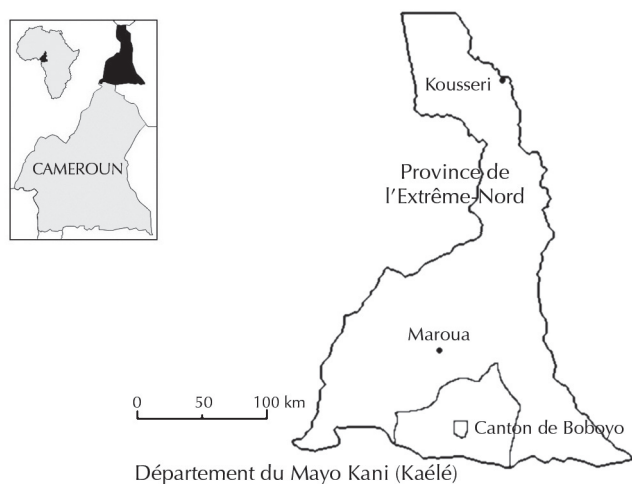 CAMEROUN
Kousseri
Province de
l'Extrême-Nord
Maroua
0 50 100 km
Canton de Boboyo
Département du Mayo Kani (Kaélé)